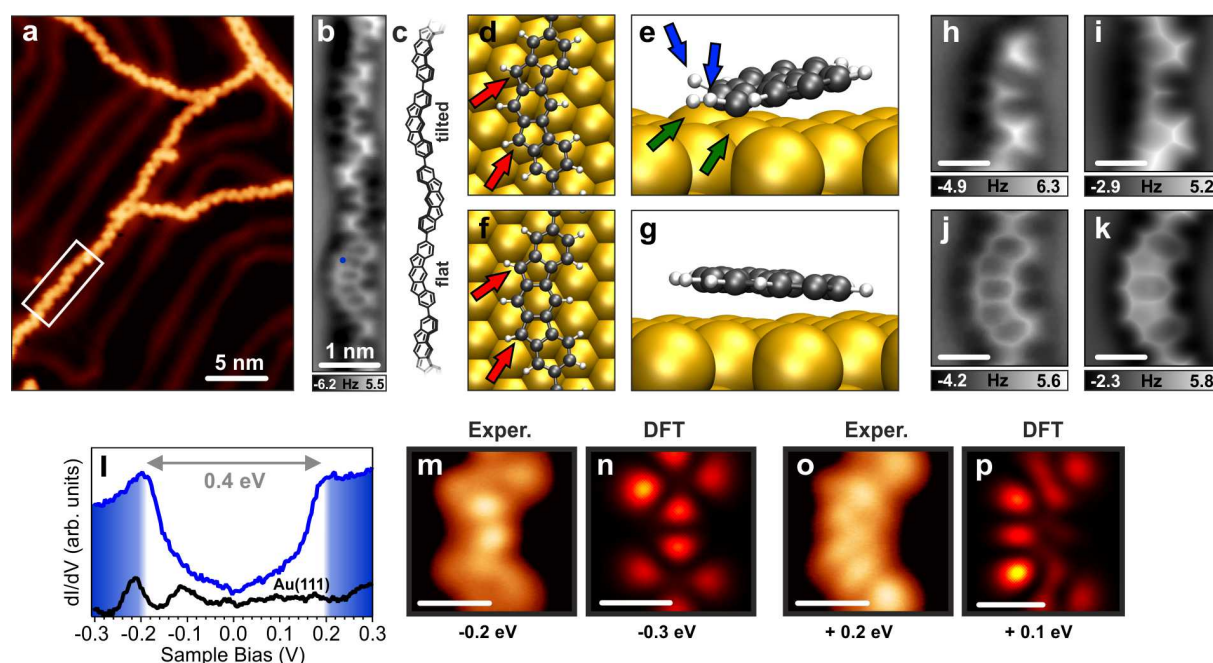 a
5 nm
b
1 nm
-6.2 Hz 5.5
c
tilted
flat
d
e
f
g
h
-4.9 Hz 6.3
i
-2.9 Hz 5.2
j
-4.2 Hz 5.6
k
-2.3 Hz 5.8
l
0.4 eV
Au(111)
dI/dV (arb. units)
-0.3 -0.2 -0.1 0.0 0.1 0.2 0.3
Sample Bias (V)
Exper.
m
-0.2 eV
DFT
n
-0.3 eV
Exper.
o
+ 0.2 eV
DFT
p
+ 0.1 eV